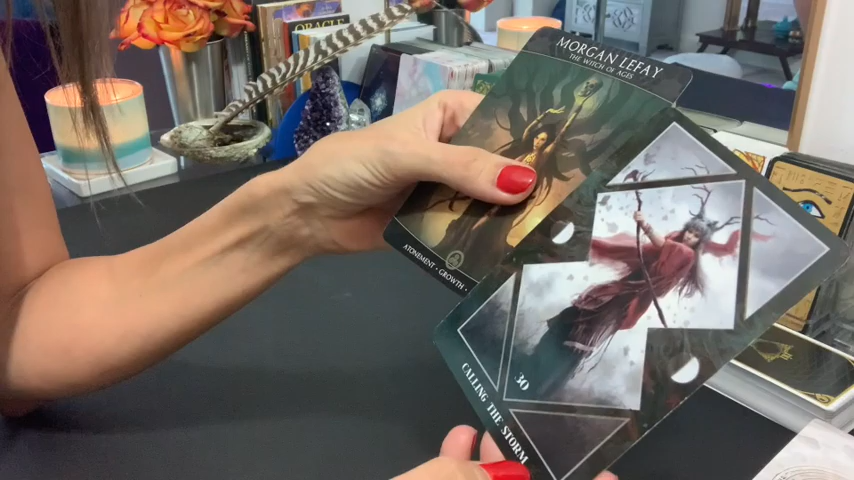 ORACLE
MORGAN LEFAY
THE WITCH OF AGES
ATONEMENT • GROWTH •
30
CALLING THE STORM